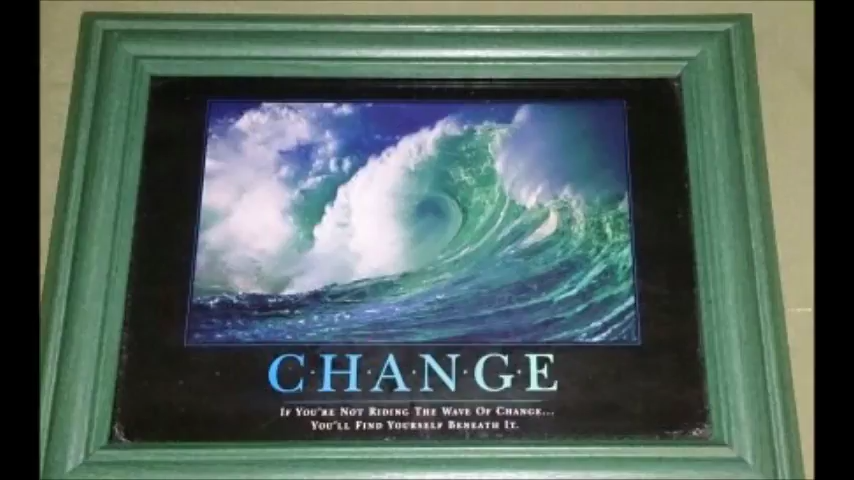 C·H·A·N·G·E
If You're Not Riding The Wave Of Change...
You'll Find Yourself Beneath It.